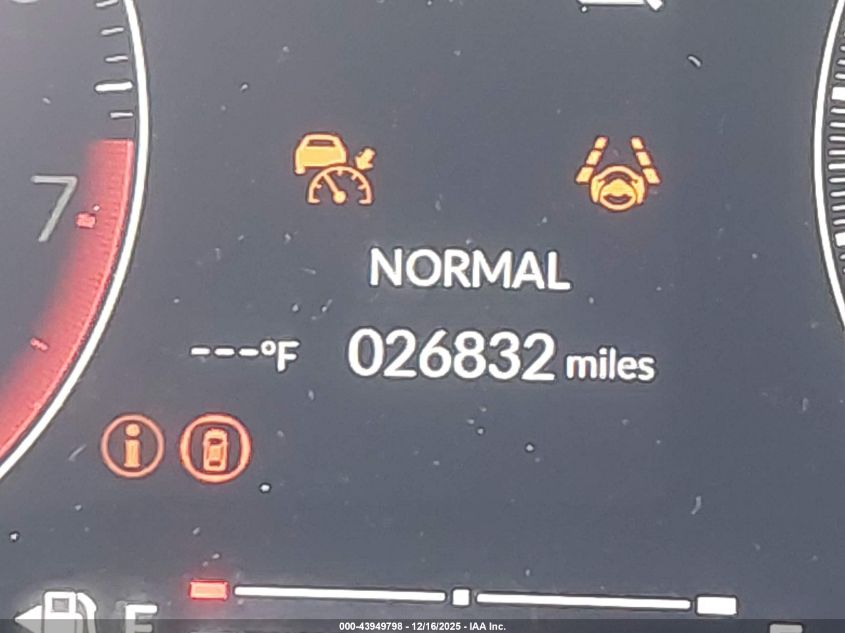 7
NORMAL
---°F 026832 miles
i
E
000-43949798 - 12/16/2025 - IAA Inc.